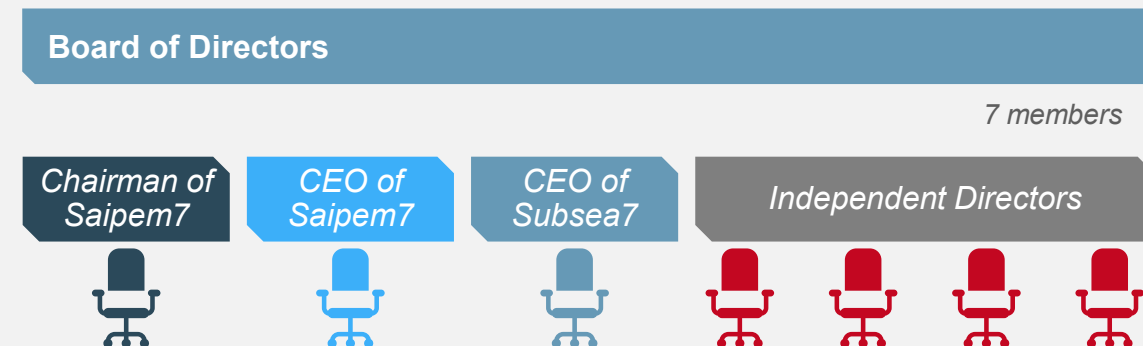 Board of Directors
7 members
Chairman of
Saipem7
CEO of
Saipem7
CEO of
Subsea7
Independent Directors